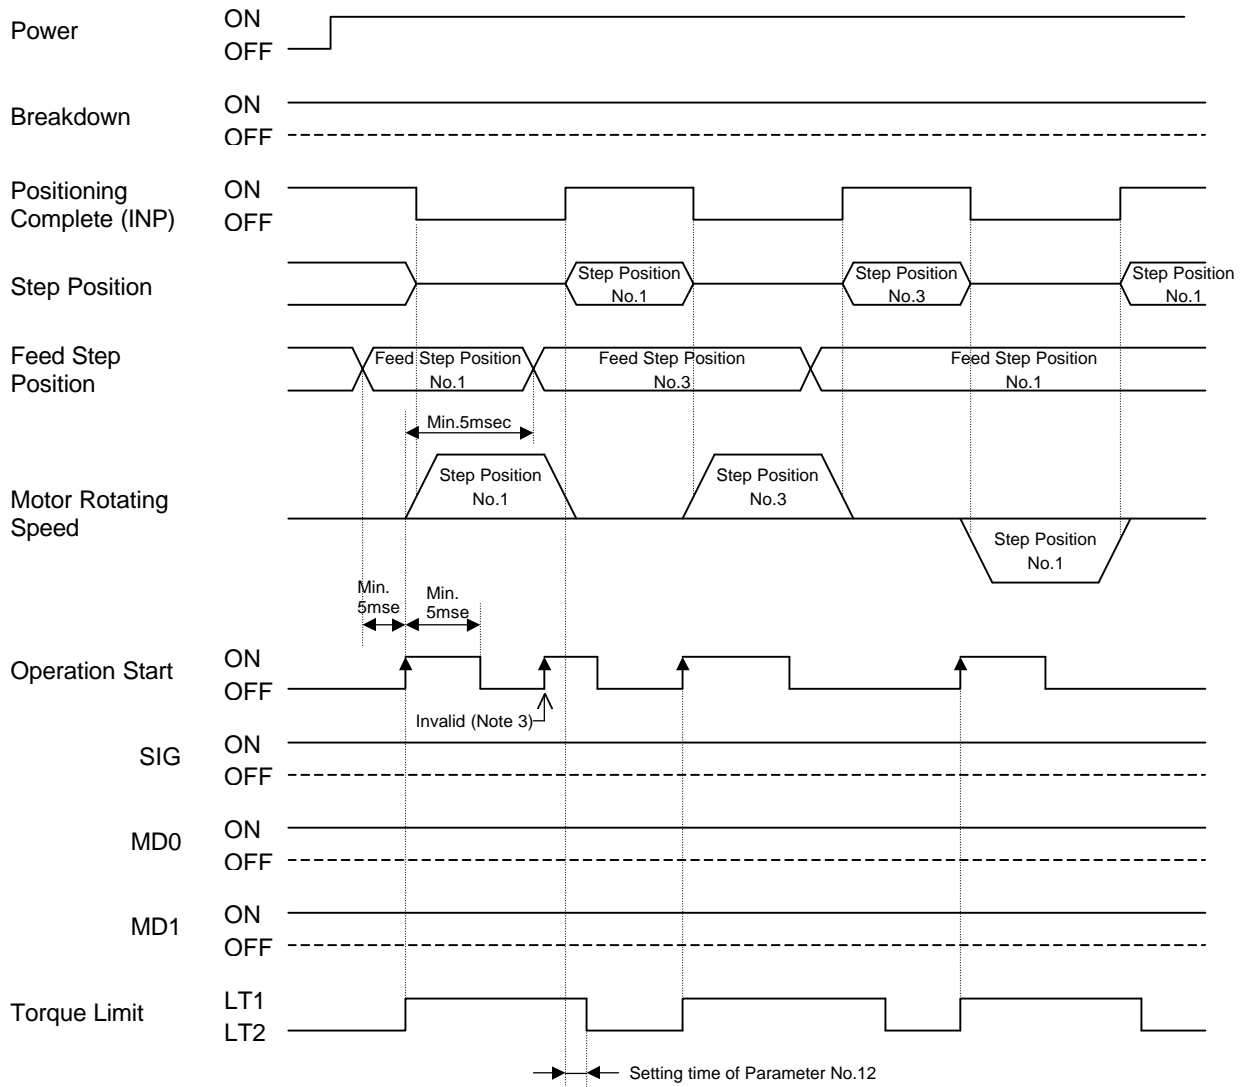 Power
ON
OFF
Breakdown
ON
OFF
Positioning
Complete (INP)
ON
OFF
Step Position
Step Position
No.1
Step Position
No.3
Step Position
No.1
Feed Step
Position
Feed Step Position
No.1
Feed Step Position
No.3
Feed Step Position
No.1
Min.5msec
Motor Rotating
Speed
Step Position
No.1
Step Position
No.3
Step Position
No.1
Min.
5mse
Min.
5mse
Operation Start
ON
OFF
Invalid (Note 3)
SIG
ON
OFF
MD0
ON
OFF
MD1
ON
OFF
Torque Limit
LT1
LT2
Setting time of Parameter No.12